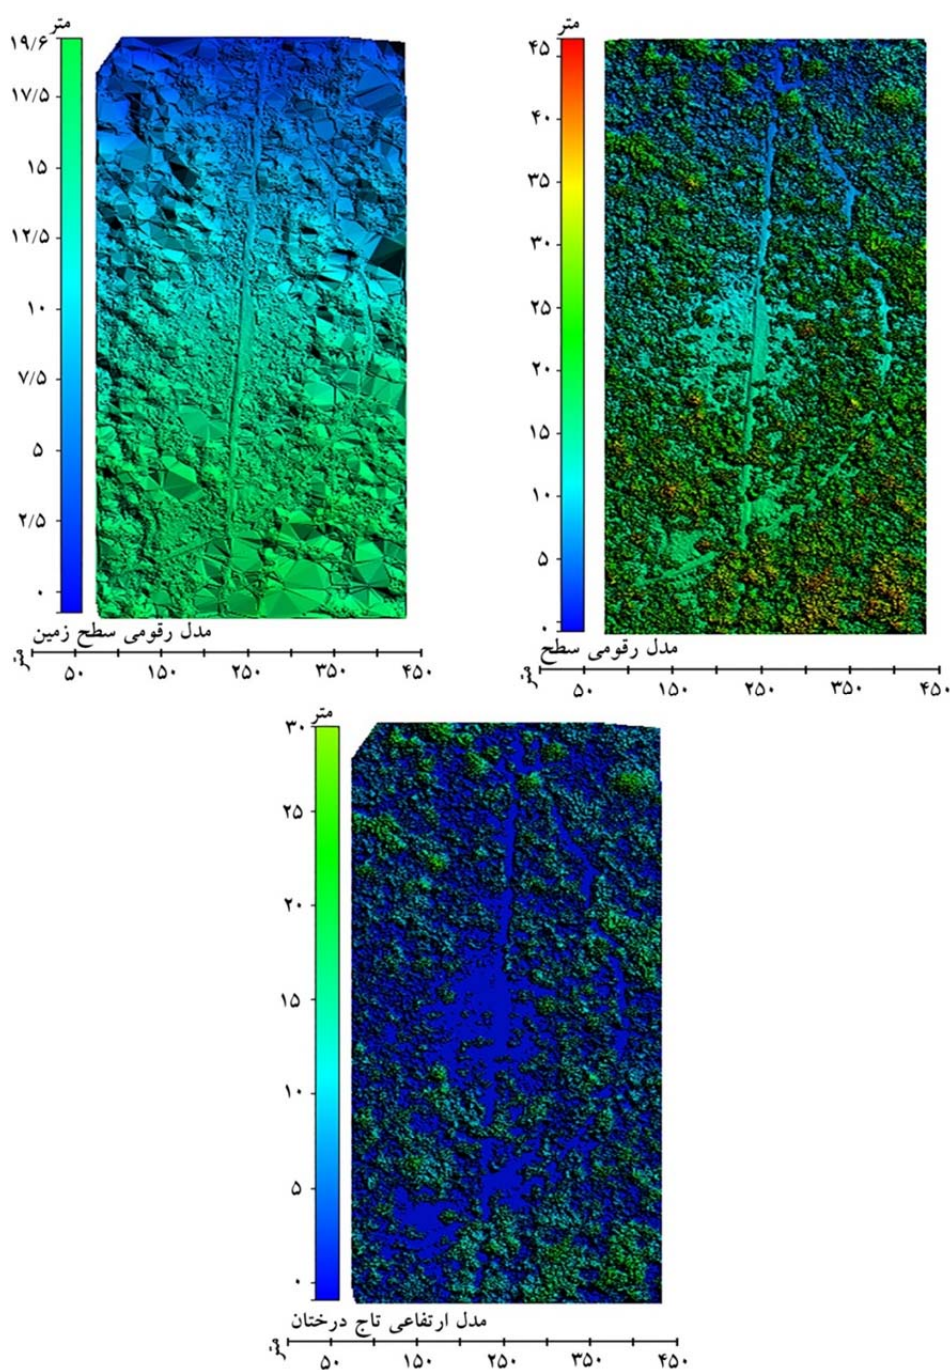 متر
۱۹/۶
۱۷/۵
۱۵
۱۲/۵
۱۰
۷/۵
۵
۲/۵
۰
مدل رقومی سطح زمین
متر
۵۰ ۱۵۰ ۲۵۰ ۳۵۰ ۴۵۰
متر
۴۵
۴۰
۳۵
۳۰
۲۵
۲۰
۱۵
۱۰
۵
۰
مدل رقومی سطح
متر
۵۰ ۱۵۰ ۲۵۰ ۳۵۰ ۴۵۰
متر
۳۰
۲۵
۲۰
۱۵
۱۰
۵
۰
مدل ارتفاعی تاج درختان
متر
۵۰ ۱۵۰ ۲۵۰ ۳۵۰ ۴۵۰